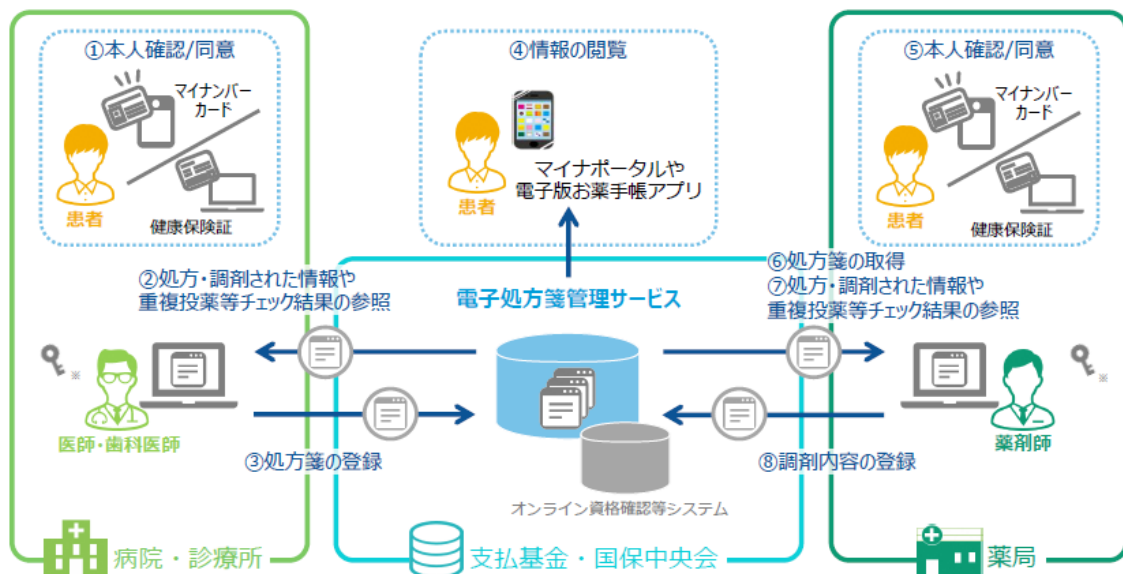 ①本人確認/同意
マイナンバー
カード
患者
健康保険証
④情報の閲覧
患者
マイナポータルや
電子版お薬手帳アプリ
⑤本人確認/同意
マイナンバー
カード
患者
健康保険証
②処方・調剤された情報や
重複投薬等チェック結果の参照
電子処方箋管理サービス
⑥処方箋の取得
⑦処方・調剤された情報や
重複投薬等チェック結果の参照
※
医師・歯科医師
③処方箋の登録
※
薬剤師
⑧調剤内容の登録
オンライン資格確認等システム
病院・診療所
支払基金・国保中央会
薬局